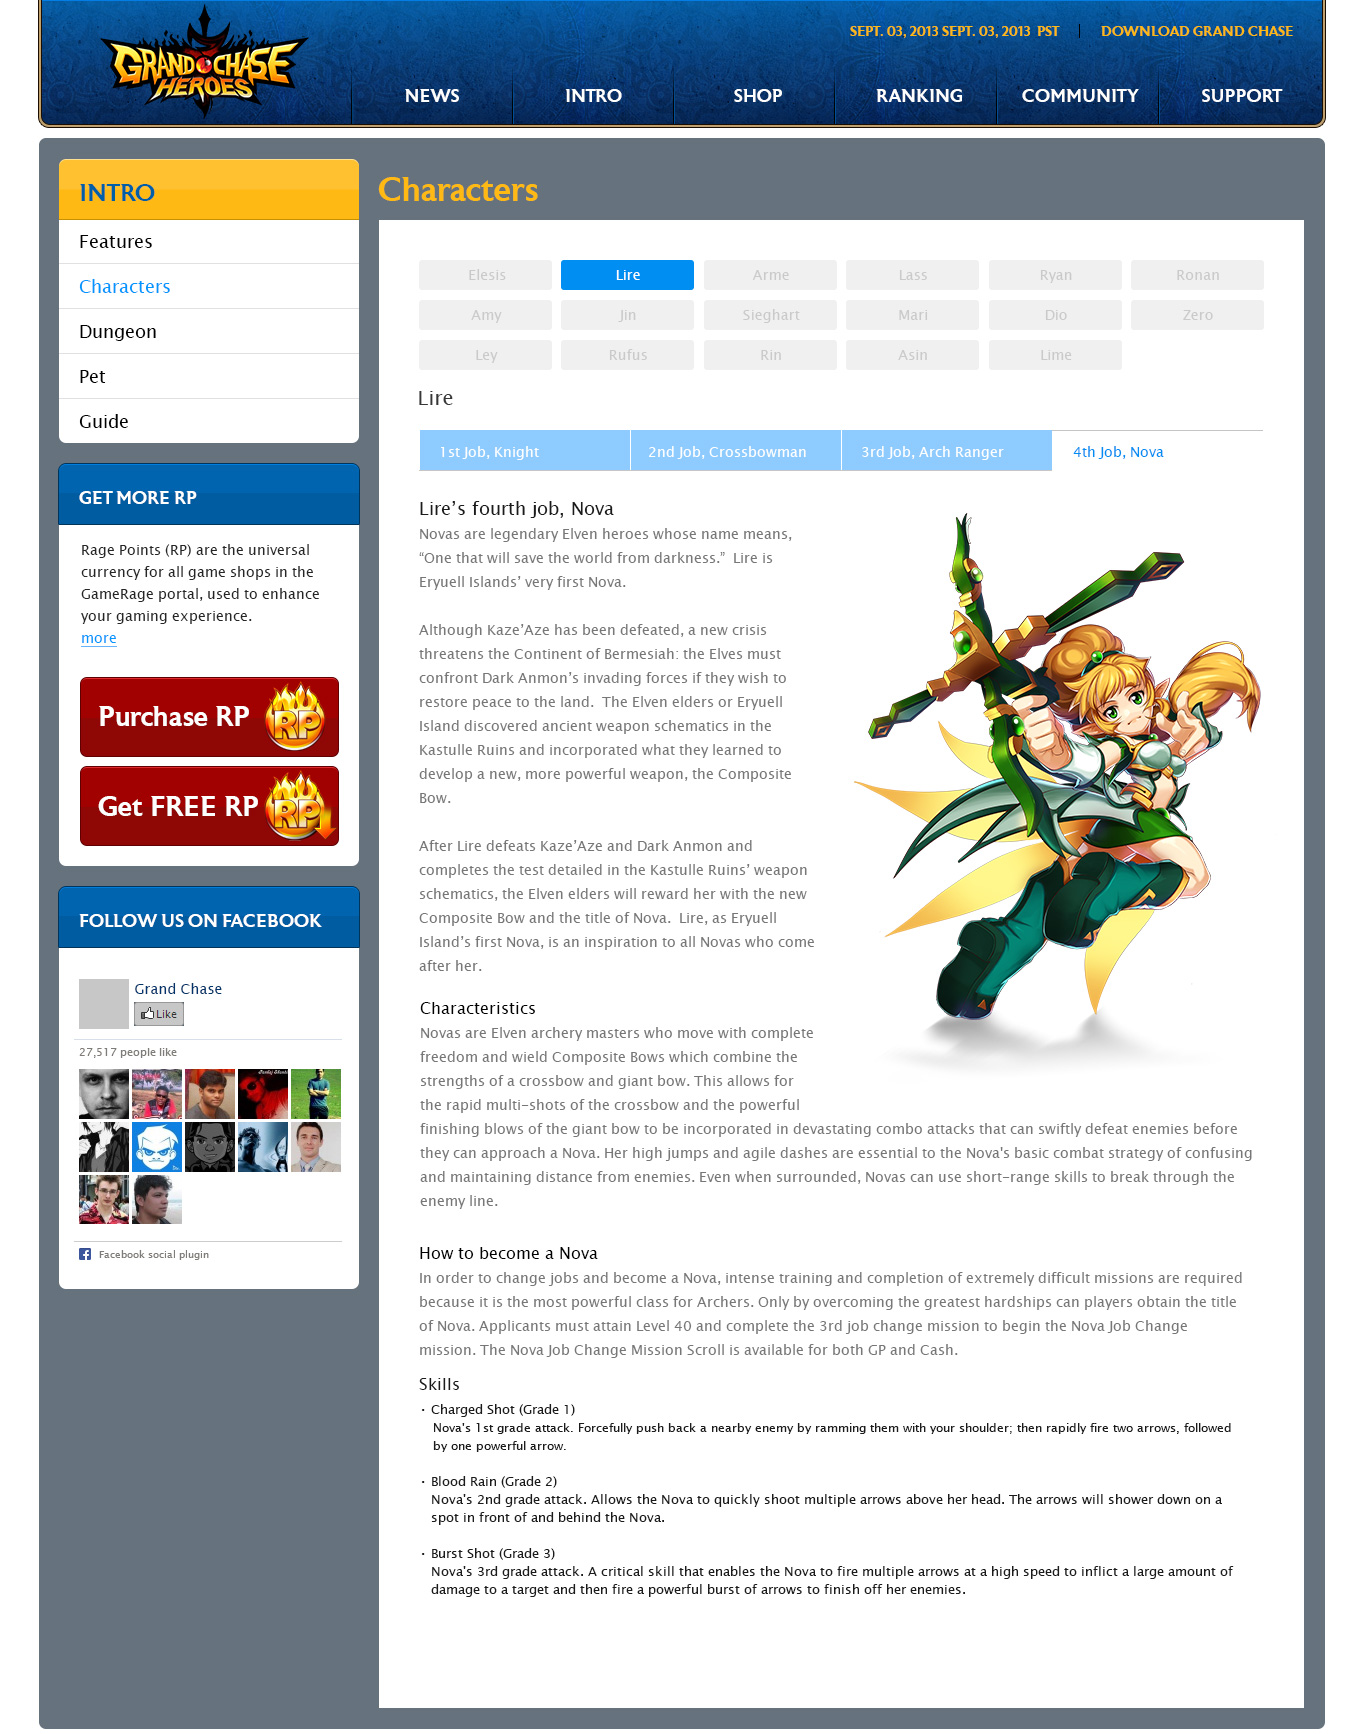 GRAND CHASE
HEROES
SEPT. 03, 2013 SEPT. 03, 2013 PST
DOWNLOAD GRAND CHASE
NEWS
INTRO
SHOP
RANKING
COMMUNITY
SUPPORT
INTRO
Features
Characters
Dungeon
Pet
Guide
GET MORE RP
Rage Points (RP) are the universal
currency for all game shops in the
GameRage portal, used to enhance
your gaming experience.
more
Purchase RP
RP
Get FREE RP
RP
FOLLOW US ON FACEBOOK
Grand Chase
Like
27,517 people like
Facebook social plugin
Characters
Elesis
Lire
Arme
Lass
Ryan
Ronan
Amy
Jin
Sieghart
Mari
Dio
Zero
Ley
Rufus
Rin
Asin
Lime
Lire
1st Job, Knight
2nd Job, Crossbowman
3rd Job, Arch Ranger
4th Job, Nova
Lire’s fourth job, Nova
Novas are legendary Elven heroes whose name means,
“One that will save the world from darkness.”  Lire is
Eryuell Islands’ very first Nova.
Although Kaze’Aze has been defeated, a new crisis
threatens the Continent of Bermesiah: the Elves must
confront Dark Anmon’s invading forces if they wish to
restore peace to the land.  The Elven elders or Eryuell
Island discovered ancient weapon schematics in the
Kastulle Ruins and incorporated what they learned to
develop a new, more powerful weapon, the Composite
Bow.
After Lire defeats Kaze’Aze and Dark Anmon and
completes the test detailed in the Kastulle Ruins’ weapon
schematics, the Elven elders will reward her with the new
Composite Bow and the title of Nova.  Lire, as Eryuell
Island’s first Nova, is an inspiration to all Novas who come
after her.
Characteristics
Novas are Elven archery masters who move with complete
freedom and wield Composite Bows which combine the
strengths of a crossbow and giant bow. This allows for
the rapid multi-shots of the crossbow and the powerful
finishing blows of the giant bow to be incorporated in devastating combo attacks that can swiftly defeat enemies before
they can approach a Nova. Her high jumps and agile dashes are essential to the Nova's basic combat strategy of confusing
and maintaining distance from enemies. Even when surrounded, Novas can use short-range skills to break through the
enemy line.
How to become a Nova
In order to change jobs and become a Nova, intense training and completion of extremely difficult missions are required
because it is the most powerful class for Archers. Only by overcoming the greatest hardships can players obtain the title
of Nova. Applicants must attain Level 40 and complete the 3rd job change mission to begin the Nova Job Change
mission. The Nova Job Change Mission Scroll is available for both GP and Cash.
Skills
· Charged Shot (Grade 1)
Nova's 1st grade attack. Forcefully push back a nearby enemy by ramming them with your shoulder; then rapidly fire two arrows, followed
by one powerful arrow.
· Blood Rain (Grade 2)
Nova's 2nd grade attack. Allows the Nova to quickly shoot multiple arrows above her head. The arrows will shower down on a
spot in front of and behind the Nova.
· Burst Shot (Grade 3)
Nova's 3rd grade attack. A critical skill that enables the Nova to fire multiple arrows at a high speed to inflict a large amount of
damage to a target and then fire a powerful burst of arrows to finish off her enemies.